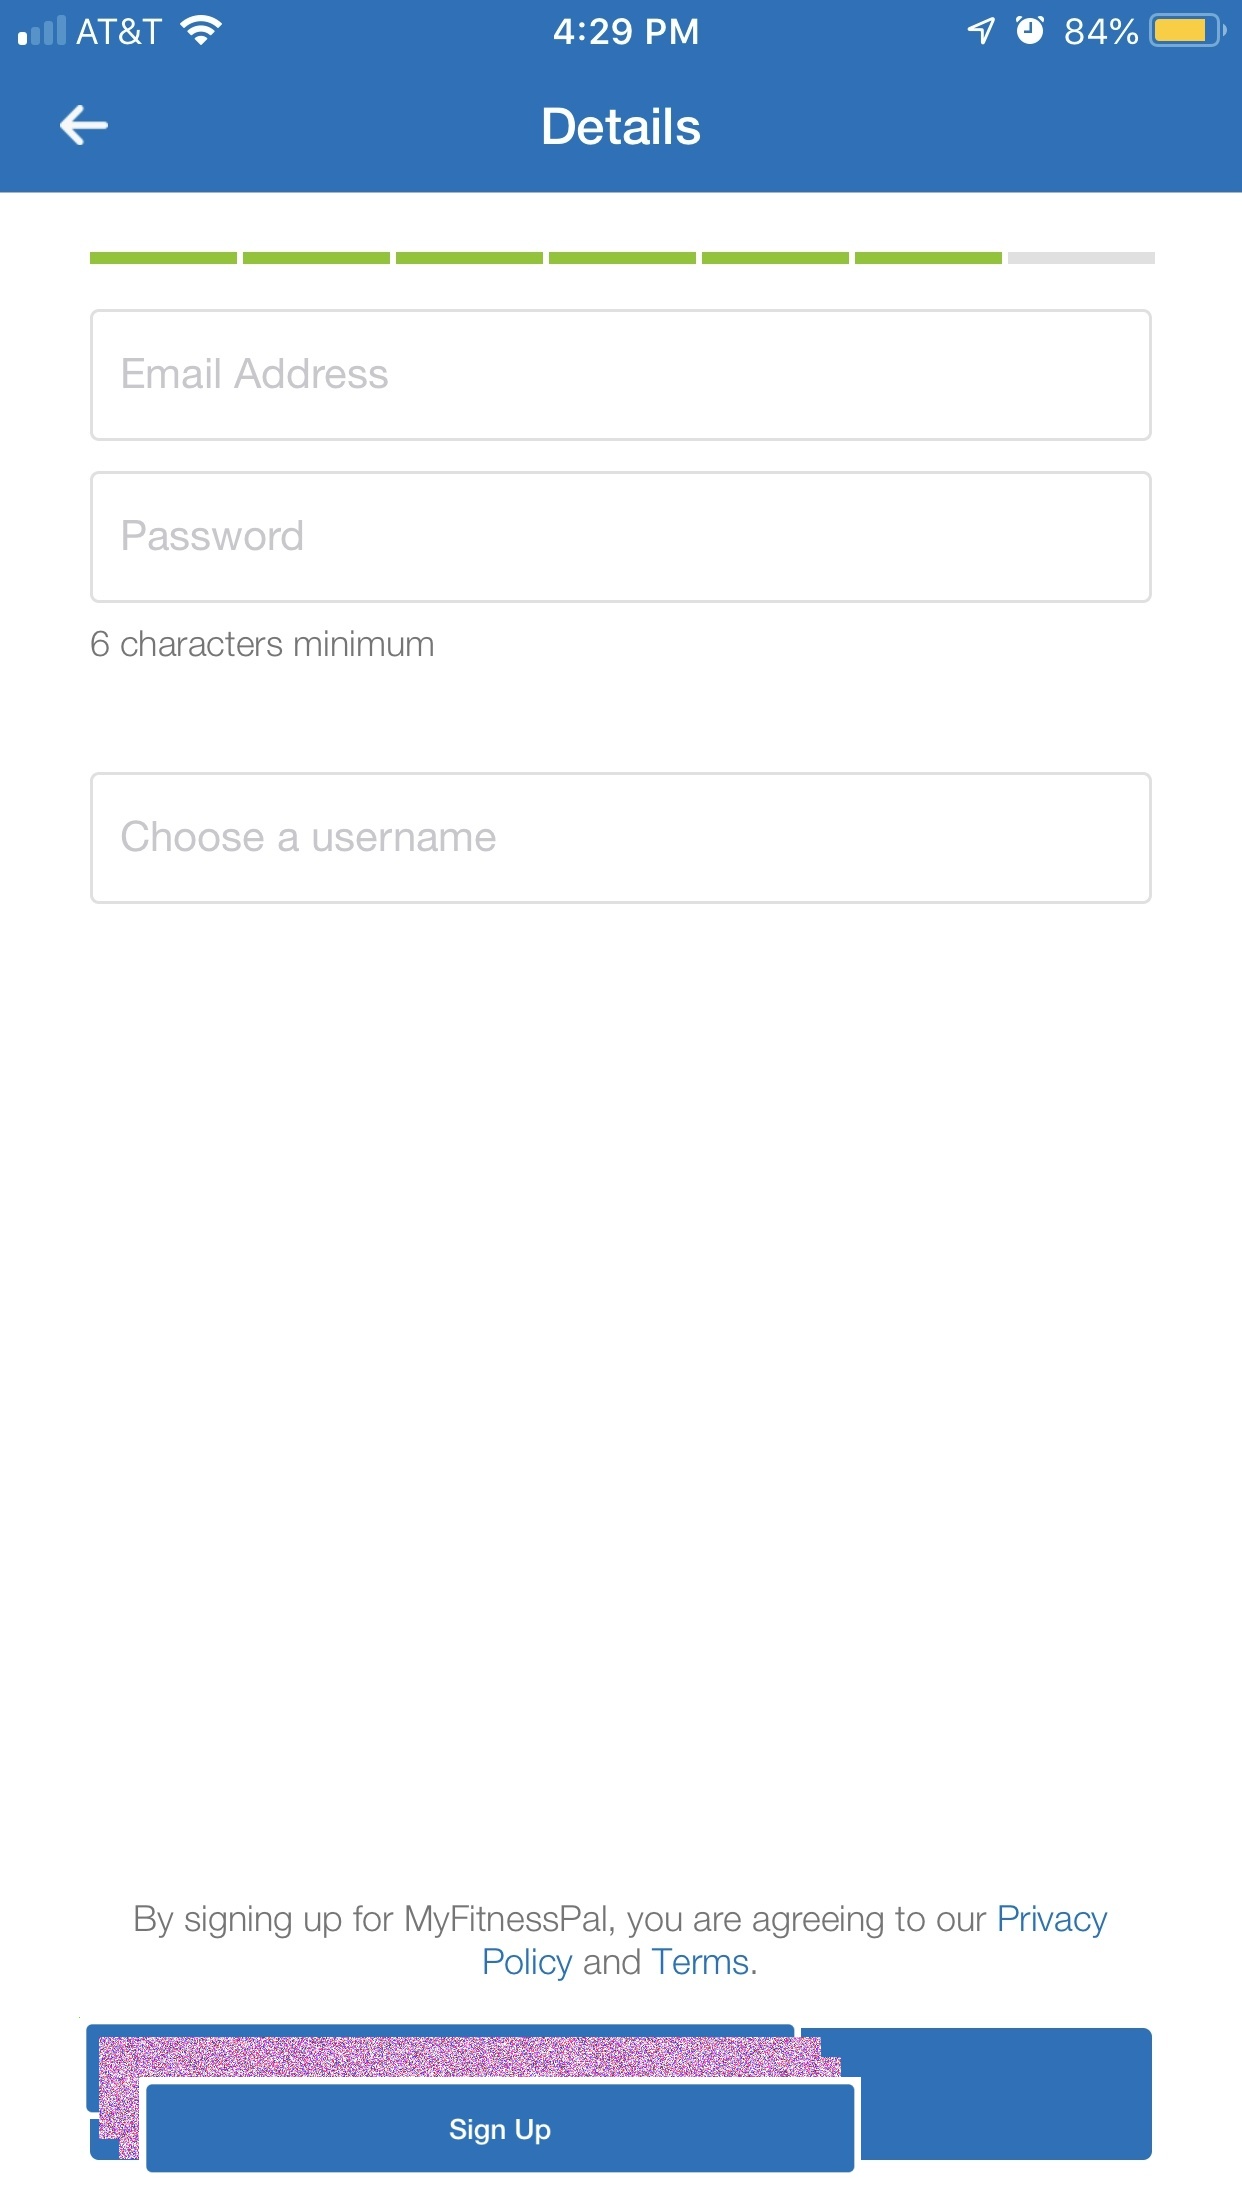 AT&T 4:29 PM 84%
Details
Email Address
Password
6 characters minimum
Choose a username
By signing up for MyFitnessPal, you are agreeing to our Privacy
Policy and Terms.
Sign Up